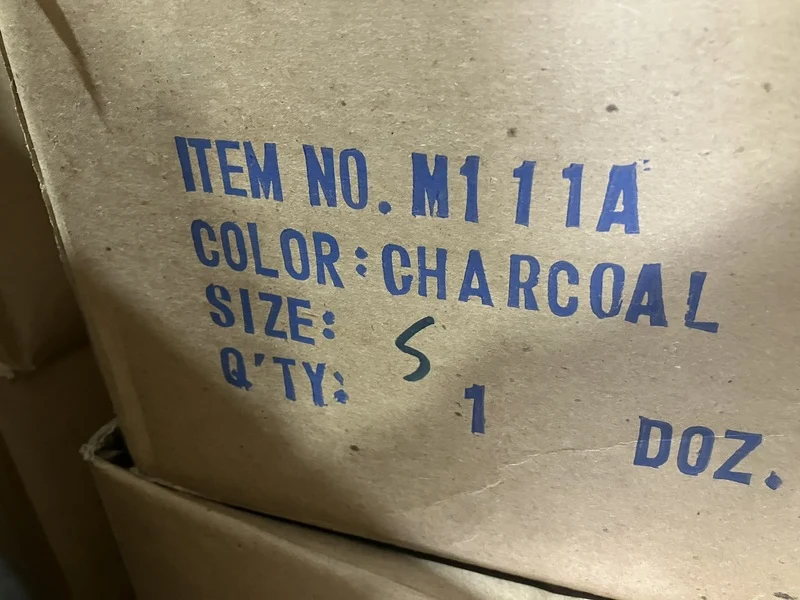 ITEM NO. M111A
COLOR: CHARCOAL
SIZE: S
Q'TY: 1 DOZ.